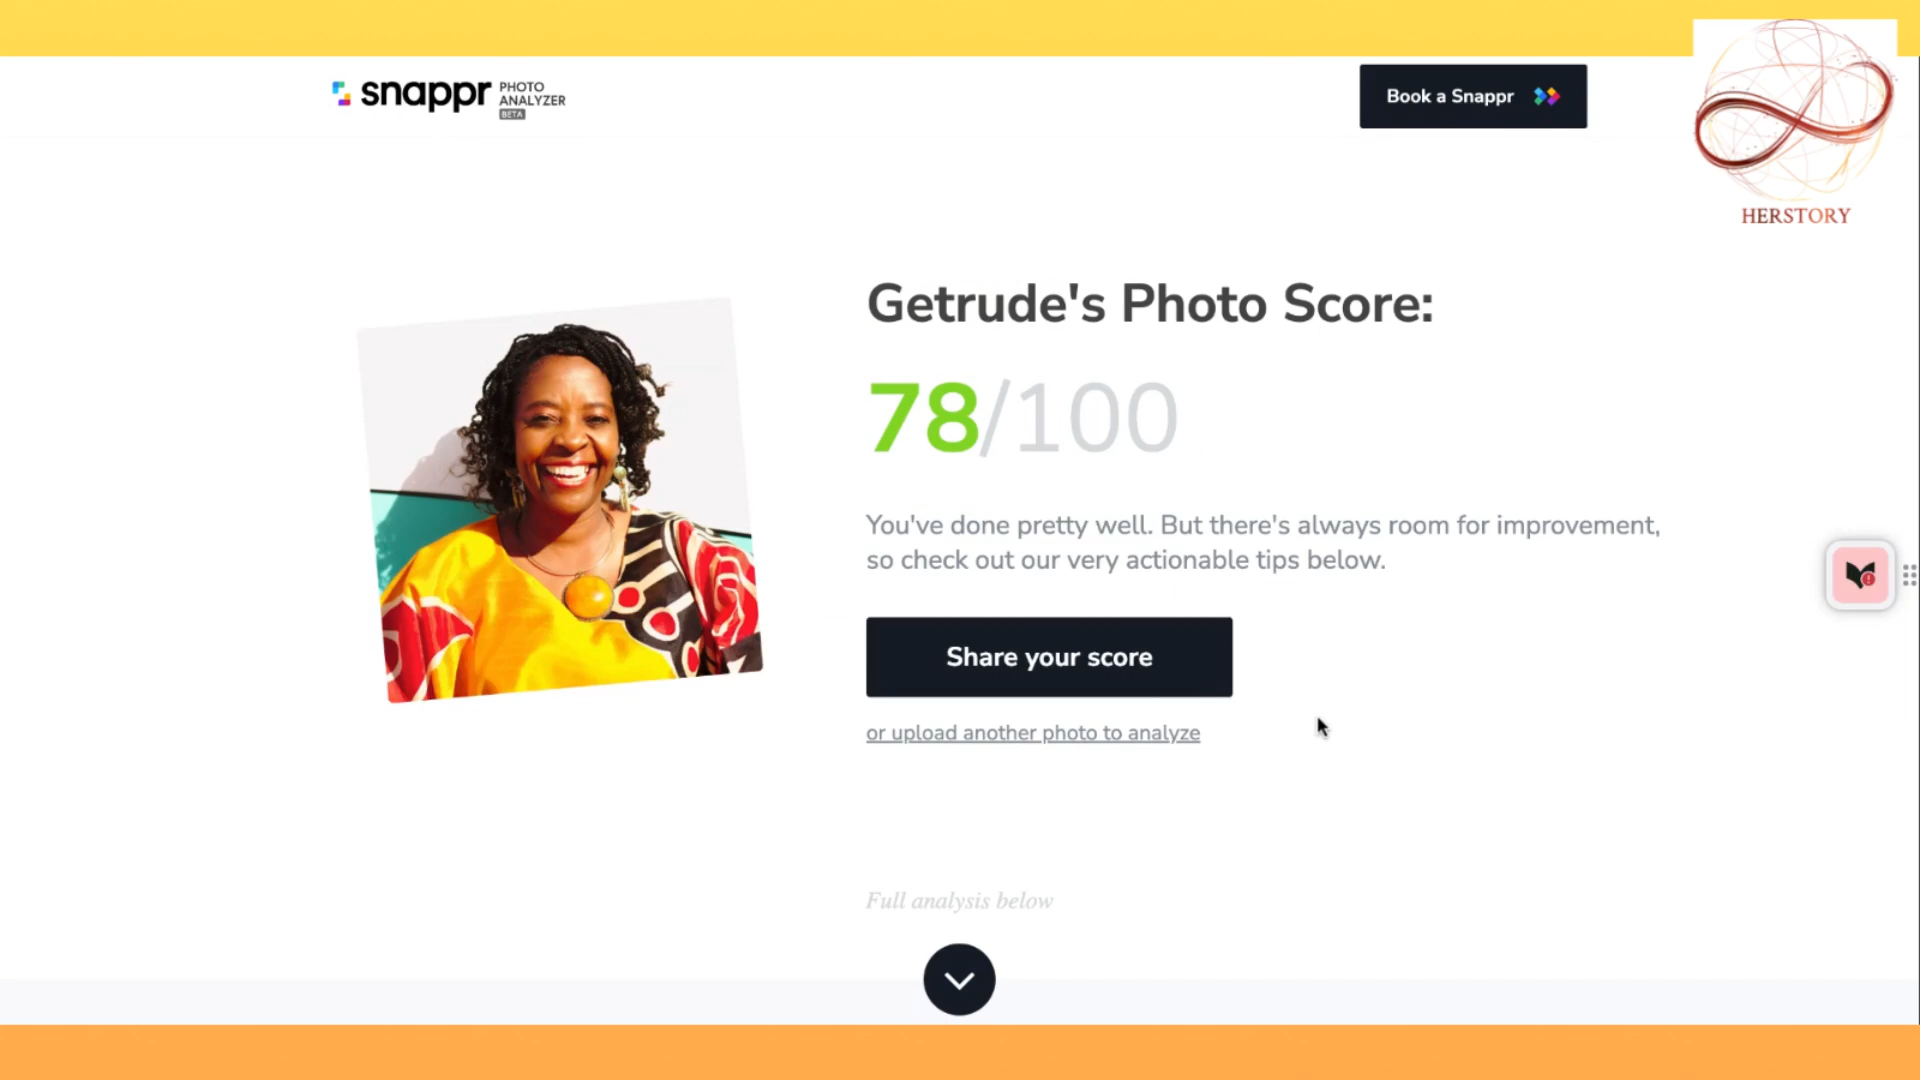 snappr PHOTO
ANALYZER
BETA
Book a Snappr
HERSTORY
Getrude's Photo Score:
78/100
You've done pretty well. But there's always room for improvement,
so check out our very actionable tips below.
Share your score
or upload another photo to analyze
Full analysis below